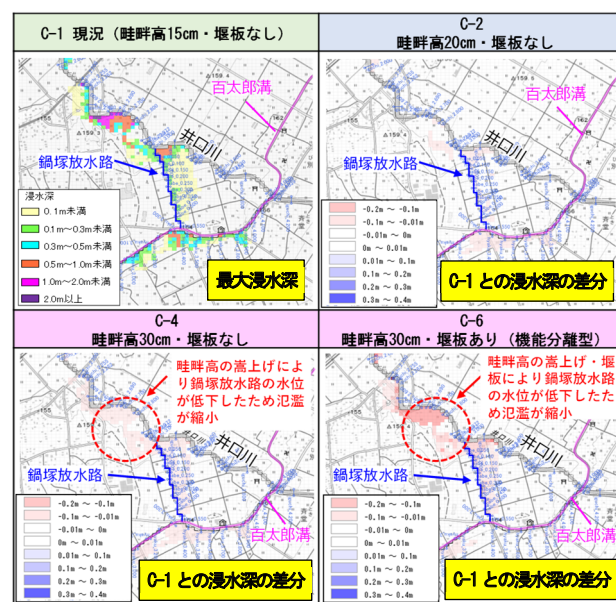 C-1 現況（畦畔高15cm・堰板なし）
百太郎溝
井口川
鍋塚放水路
浸水深
0.1m未満
0.1m～0.3m未満
0.3m～0.5m未満
0.5m～1.0m未満
1.0m～2.0m未満
2.0m以上
最大浸水深
C-2
畦畔高20cm・堰板なし
百太郎溝
井口川
鍋塚放水路
-0.2m ～ -0.1m
-0.1m ～ -0.01m
-0.01m ～ 0m
0m ～ 0.01m
0.01m ～ 0.1m
0.1m ～ 0.2m
0.2m ～ 0.3m
0.3m ～ 0.4m
C-1 との浸水深の差分
C-4
畦畔高30cm・堰板なし
畦畔高の嵩上げによ
り鍋塚放水路の水位
が低下したため氾濫
が縮小
井口川
鍋塚放水路
百太郎溝
-0.2m ～ -0.1m
-0.1m ～ -0.01m
-0.01m ～ 0m
0m ～ 0.01m
0.01m ～ 0.1m
0.1m ～ 0.2m
0.2m ～ 0.3m
0.3m ～ 0.4m
C-1 との浸水深の差分
C-6
畦畔高30cm・堰板あり（機能分離型）
畦畔高の嵩上げ・堰
板により鍋塚放水路
の水位が低下したた
め氾濫が縮小
井口川
鍋塚放水路
百太郎溝
-0.2m ～ -0.1m
-0.1m ～ -0.01m
-0.01m ～ 0m
0m ～ 0.01m
0.01m ～ 0.1m
0.1m ～ 0.2m
0.2m ～ 0.3m
0.3m ～ 0.4m
C-1 との浸水深の差分